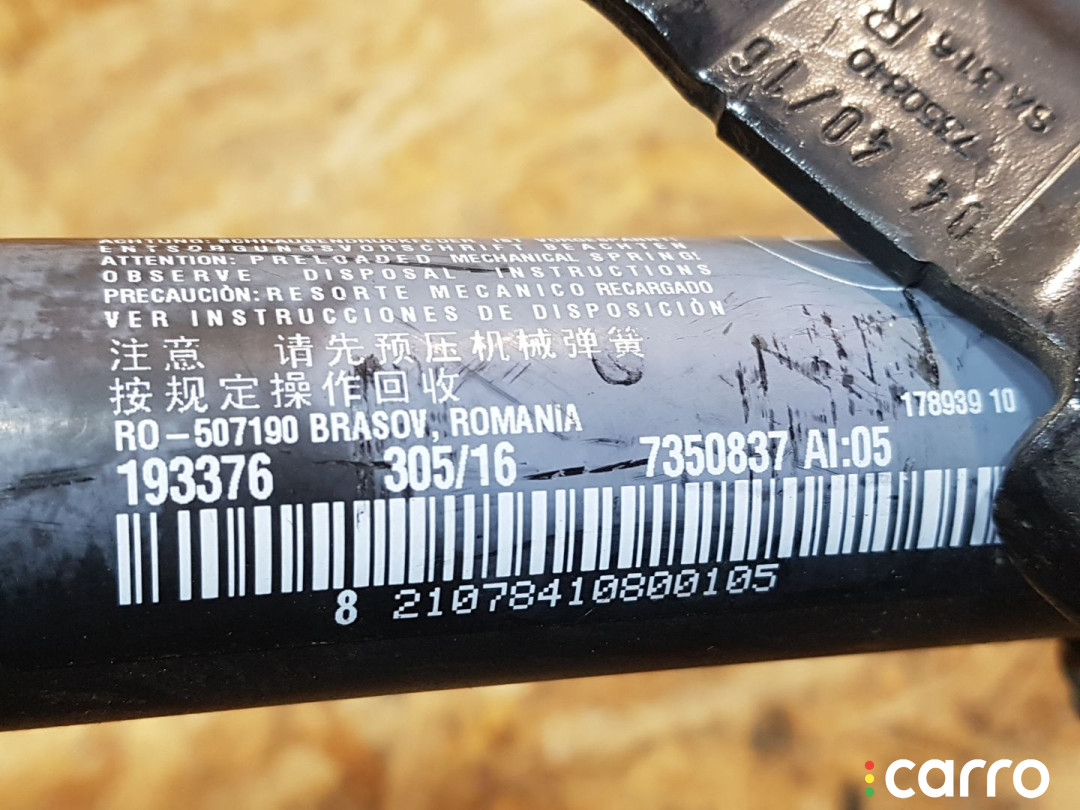 04 40/16
7350840
SA 316 R
ENTSORGUNGSVORSCHRIFT BEACHTEN
ATTENTION: PRELOADED MECHANICAL SPRING!
OBSERVE DISPOSAL INSTRUCTIONS
PRECAUCIÒN: RESORTE MECÁNICO RECARGADO
VER INSTRUCCIONES DE DISPOSICIÓN
注意 请先预压机械弹簧
按规定操作回收
RO – 507190 BRASOV, ROMANIA
178939 10
193376 305/16 7350837 AI:05
8 21078410800105
carro